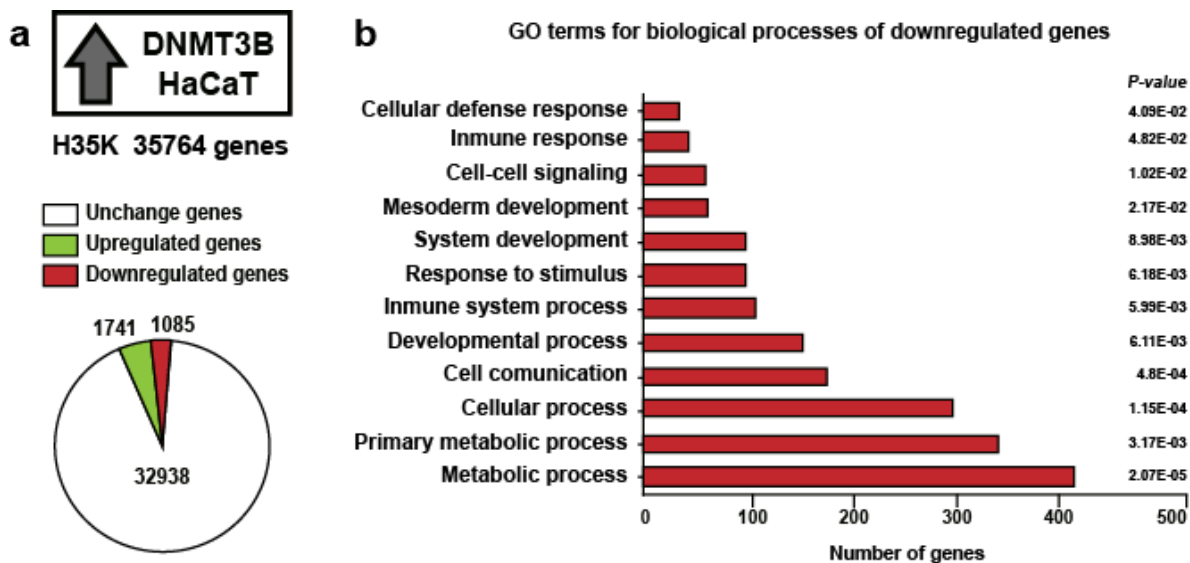 a
DNMT3B
HaCaT
H35K 35764 genes
Unchange genes
Upregulated genes
Downregulated genes
1741
1085
32938
b
GO terms for biological processes of downregulated genes
P-value
Cellular defense response 4.09E-02
Inmune response 4.82E-02
Cell-cell signaling 1.02E-02
Mesoderm development 2.17E-02
System development 8.98E-03
Response to stimulus 6.18E-03
Inmune system process 5.99E-03
Developmental process 6.11E-03
Cell comunication 4.8E-04
Cellular process 1.15E-04
Primary metabolic process 3.17E-03
Metabolic process 2.07E-05
0 100 200 300 400 500
Number of genes